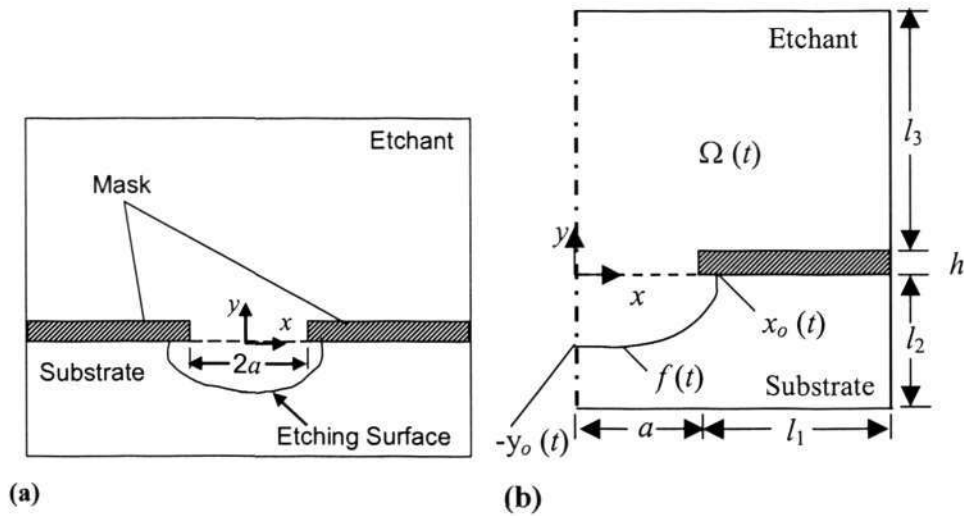 Etchant
Mask
y
x
2a
Substrate
Etching Surface
(a)
Etchant
Ω (t)
l₃
y
x
h
xₒ (t)
l₂
f (t)
Substrate
-yₒ (t)
a
l₁
(b)